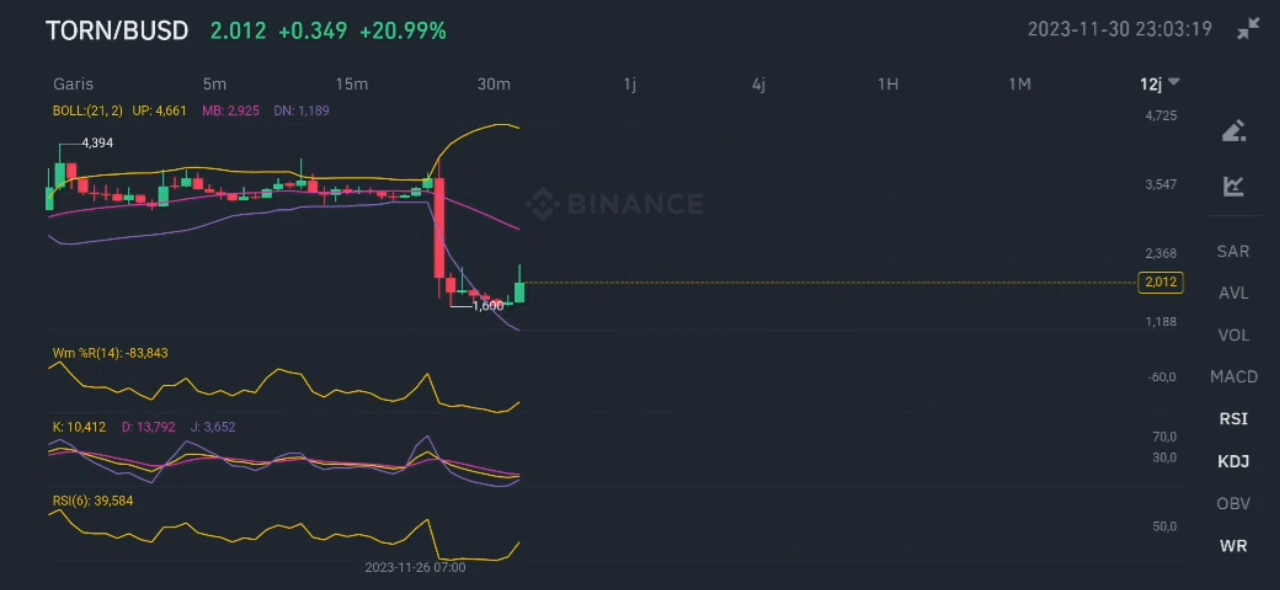 TORN/BUSD 2.012 +0.349 +20.99% 2023-11-30 23:03:19
Garis 5m 15m 30m 1j 4j 1H 1M 12j
BOLL:(21, 2) UP: 4,661 MB: 2,925 DN: 1,189
4,725
4,394
3,547
BINANCE
2,368
2,012
1,600
1,188
Wm %R(14): -83,843
-60,0
K: 10,412 D: 13,792 J: 3,652
70,0
30,0
RSI(6): 39,584
50,0
2023-11-26 07:00
SAR
AVL
VOL
MACD
RSI
KDJ
OBV
WR